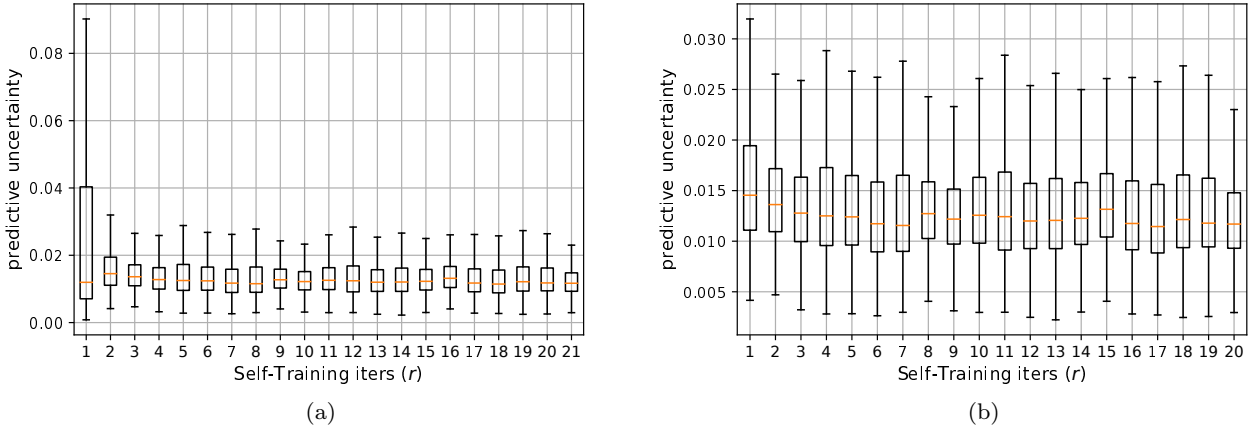 0.08
0.06
0.04
0.02
0.00
predictive uncertainty
1 2 3 4 5 6 7 8 9 10 11 12 13 14 15 16 17 18 19 20 21
Self-Training iters (r)
(a)
0.030
0.025
0.020
0.015
0.010
0.005
predictive uncertainty
1 2 3 4 5 6 7 8 9 10 11 12 13 14 15 16 17 18 19 20
Self-Training iters (r)
(b)